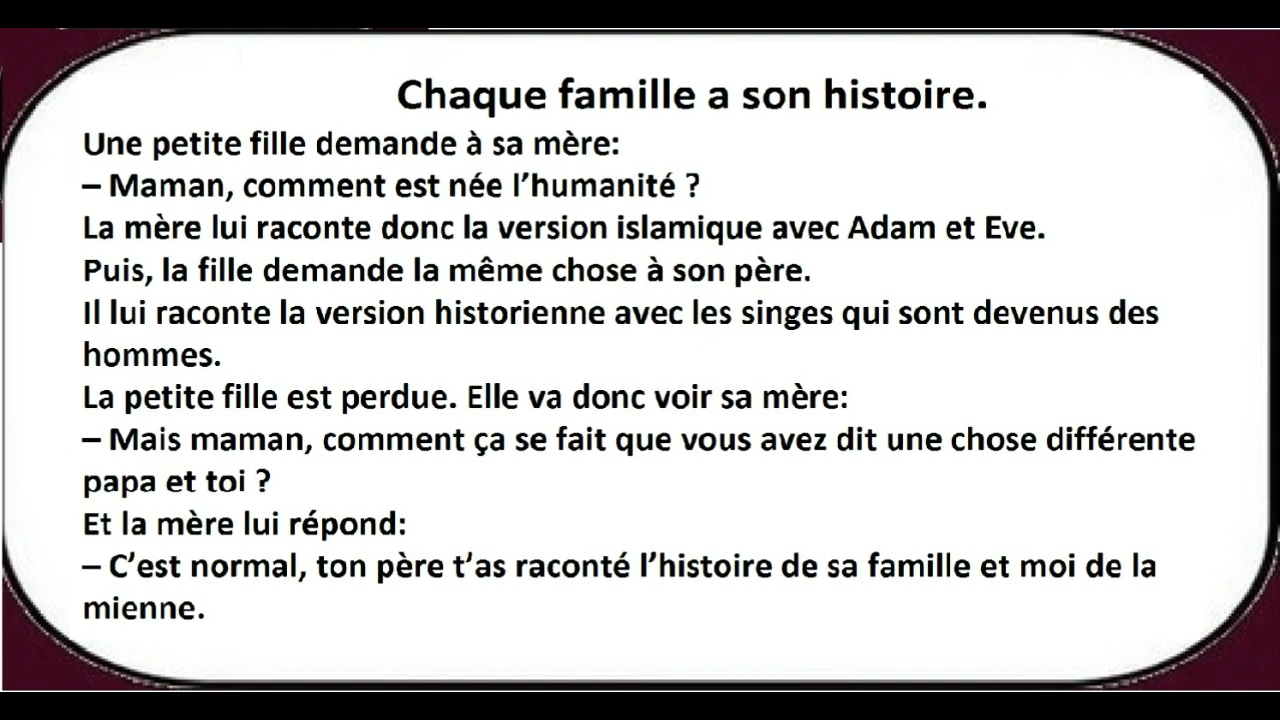 Chaque famille a son histoire.
Une petite fille demande à sa mère:
– Maman, comment est née l’humanité ?
La mère lui raconte donc la version islamique avec Adam et Eve.
Puis, la fille demande la même chose à son père.
Il lui raconte la version historienne avec les singes qui sont devenus des
hommes.
La petite fille est perdue. Elle va donc voir sa mère:
– Mais maman, comment ça se fait que vous avez dit une chose différente
papa et toi ?
Et la mère lui répond:
– C’est normal, ton père t’as raconté l’histoire de sa famille et moi de la
mienne.